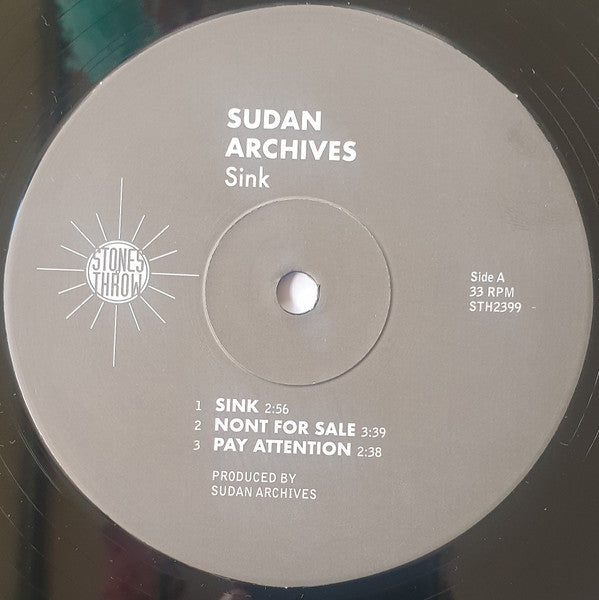 SUDAN
ARCHIVES
Sink
STONES
THROW
Side A
33 RPM
STH2399
1 SINK 2:56
2 NONT FOR SALE 3:39
3 PAY ATTENTION 2:38
PRODUCED BY
SUDAN ARCHIVES